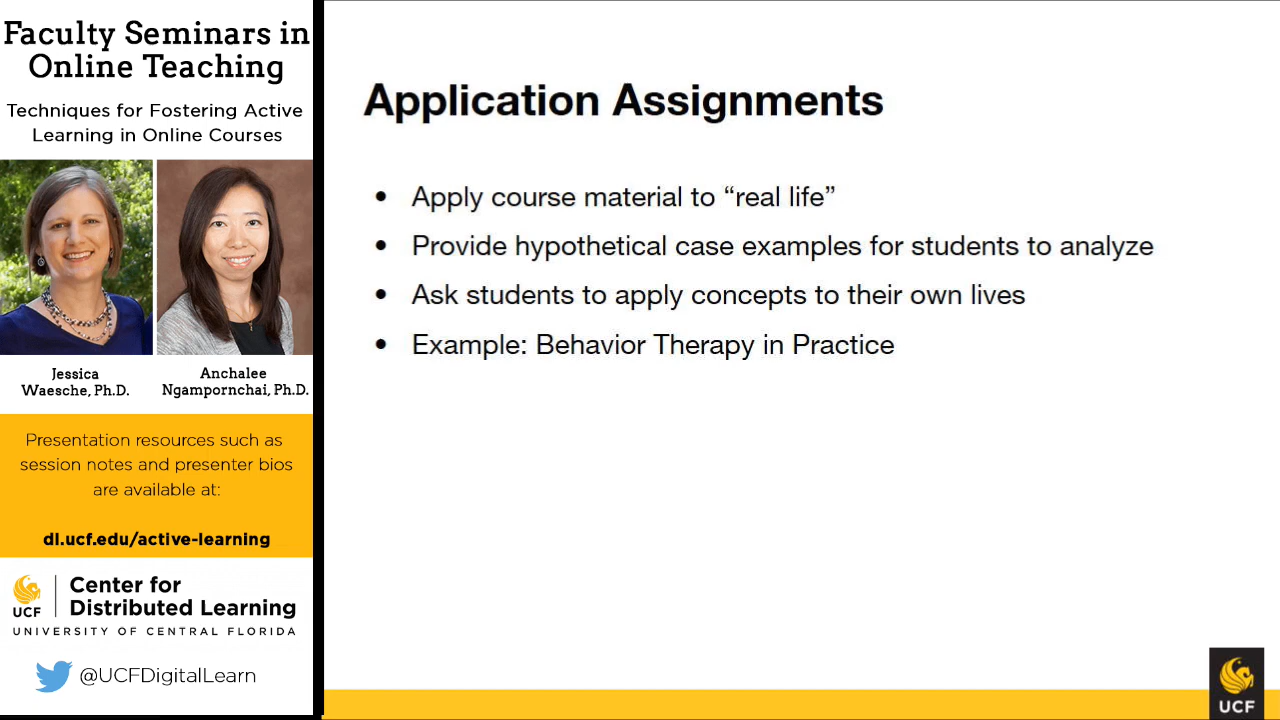 Faculty Seminars in
Online Teaching
Techniques for Fostering Active
Learning in Online Courses
Jessica
Waesche, Ph.D.
Anchalee
Ngampornchai, Ph.D.
Presentation resources such as
session notes and presenter bios
are available at:
dl.ucf.edu/active-learning
UCF
Center for
Distributed Learning
UNIVERSITY OF CENTRAL FLORIDA
@UCFDigitalLearn
Application Assignments
• Apply course material to “real life”
• Provide hypothetical case examples for students to analyze
• Ask students to apply concepts to their own lives
• Example: Behavior Therapy in Practice
UCF